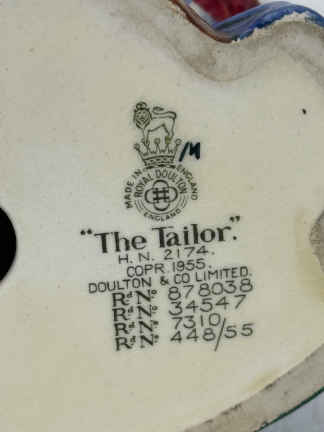 M
MADE IN ENGLAND
ROYAL DOULTON
ENGLAND
"The Tailor."
H. N. 2174.
COPR. 1955.
DOULTON & CO LIMITED.
Rd No 878038
Rd No 34547
Rd No 7310
Rd No 448/55